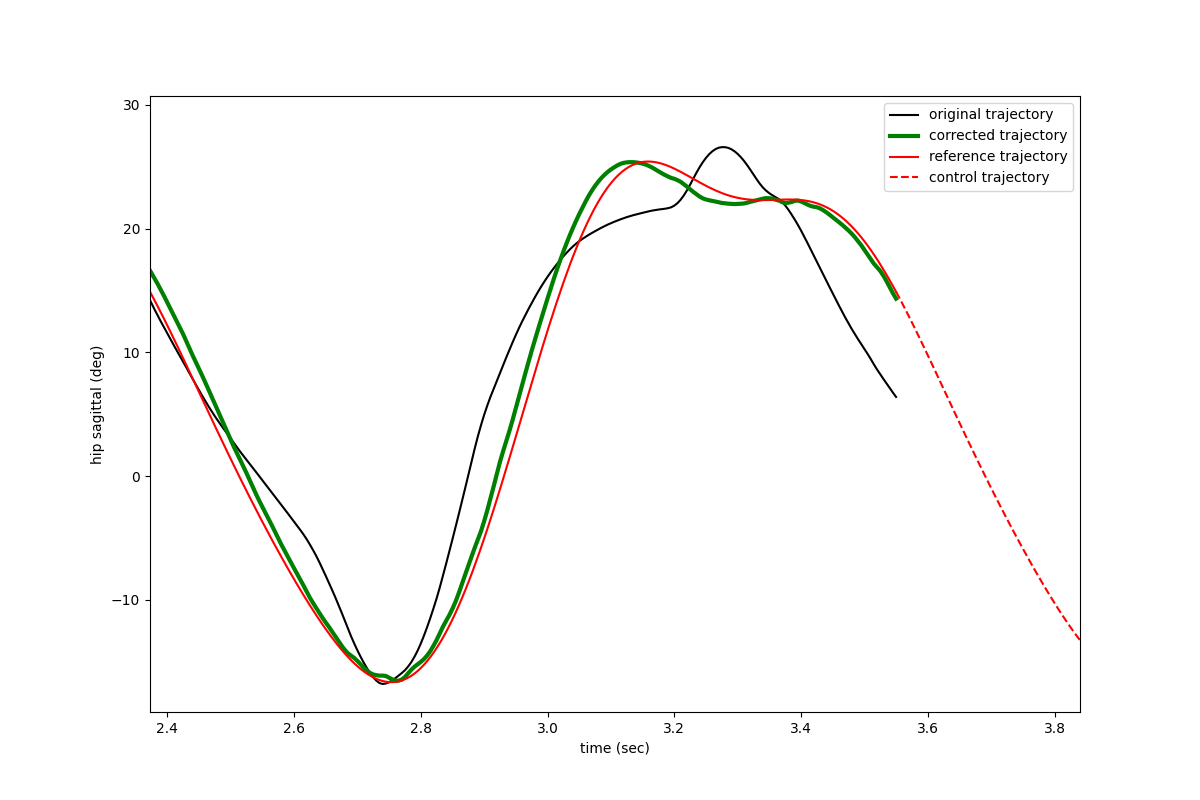 original trajectory
corrected trajectory
reference trajectory
control trajectory
hip sagittal (deg)
30
20
10
0
−10
2.4 2.6 2.8 3.0 3.2 3.4 3.6 3.8
time (sec)